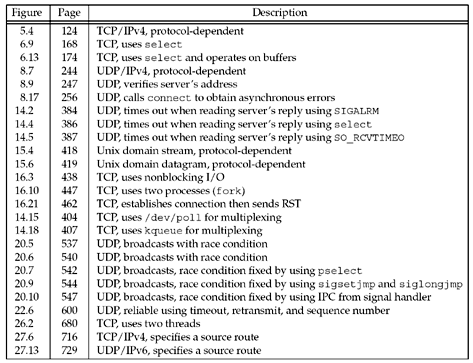 Figure Page Description
5.4 124 TCP/IPv4, protocol-dependent
6.9 168 TCP, uses select
6.13 174 TCP, uses select and operates on buffers
8.7 244 UDP/IPv4, protocol-dependent
8.9 247 UDP, verifies server's address
8.17 256 UDP, calls connect to obtain asynchronous errors
14.2 384 UDP, times out when reading server's reply using SIGALRM
14.4 386 UDP, times out when reading server's reply using select
14.5 387 UDP, times out when reading server's reply using SO_RCVTIMEO
15.4 418 Unix domain stream, protocol-dependent
15.6 419 Unix domain datagram, protocol-dependent
16.3 438 TCP, uses nonblocking I/O
16.10 447 TCP, uses two processes (fork)
16.21 462 TCP, establishes connection then sends RST
14.15 404 TCP, uses /dev/poll for multiplexing
14.18 407 TCP, uses kqueue for multiplexing
20.5 537 UDP, broadcasts with race condition
20.6 540 UDP, broadcasts with race condition
20.7 542 UDP, broadcasts, race condition fixed by using pselect
20.9 544 UDP, broadcasts, race condition fixed by using sigsetjmp and siglongjmp
20.10 547 UDP, broadcasts, race condition fixed by using IPC from signal handler
22.6 600 UDP, reliable using timeout, retransmit, and sequence number
26.2 680 TCP, uses two threads
27.6 716 TCP/IPv4, specifies a source route
27.13 729 UDP/IPv6, specifies a source route